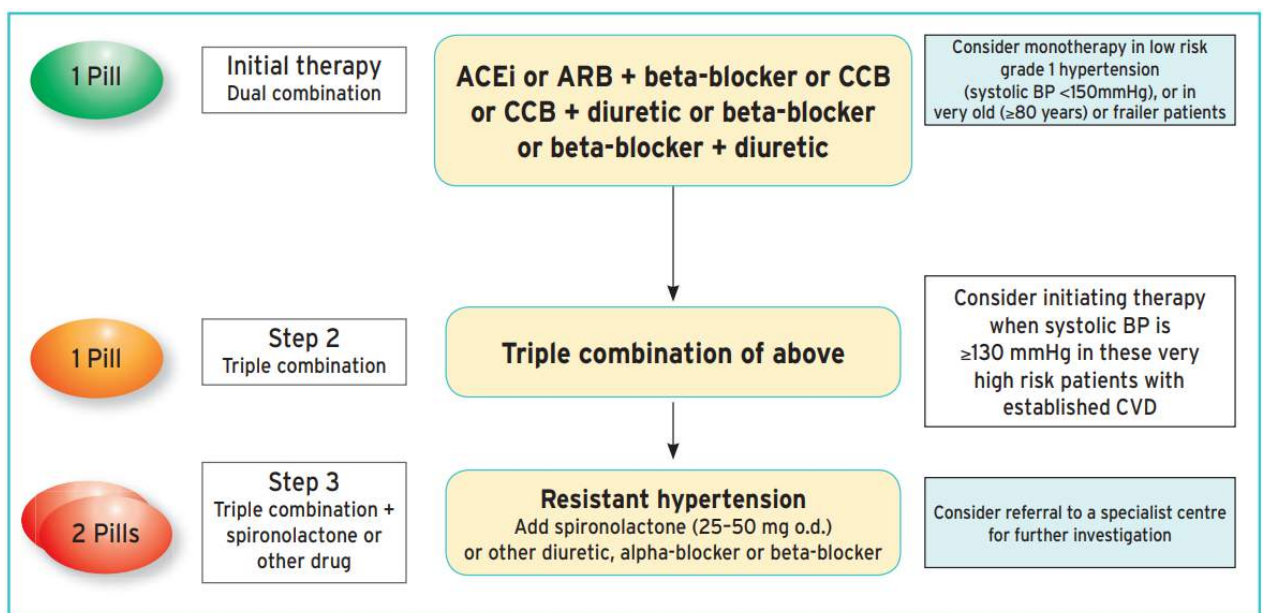 1 Pill
Initial therapy
Dual combination
ACEi or ARB + beta-blocker or CCB
or CCB + diuretic or beta-blocker
or beta-blocker + diuretic
Consider monotherapy in low risk
grade 1 hypertension
(systolic BP <150mmHg), or in
very old (≥80 years) or frailer patients
1 Pill
Step 2
Triple combination
Triple combination of above
Consider initiating therapy
when systolic BP is
≥130 mmHg in these very
high risk patients with
established CVD
2 Pills
Step 3
Triple combination +
spironolactone or
other drug
Resistant hypertension
Add spironolactone (25–50 mg o.d.)
or other diuretic, alpha-blocker or beta-blocker
Consider referral to a specialist centre
for further investigation